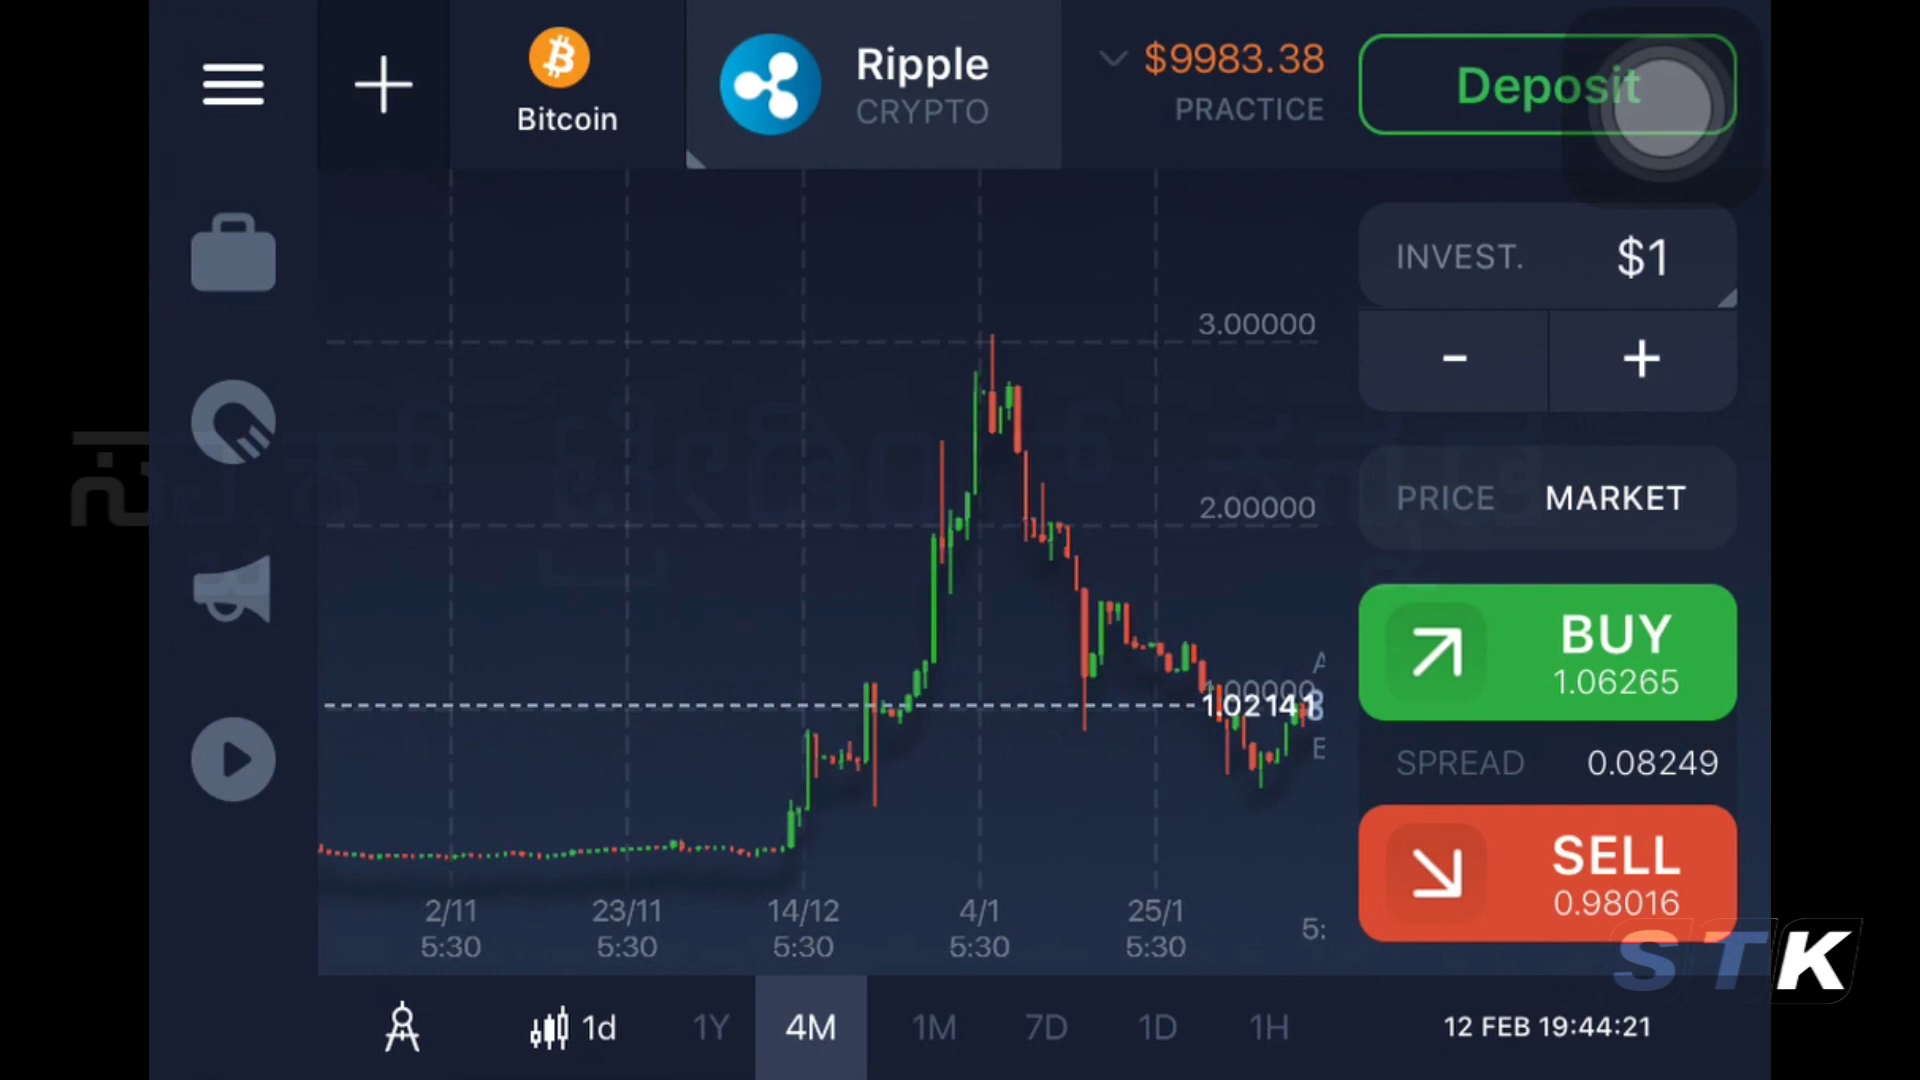 Bitcoin
Ripple
CRYPTO
$9983.38
PRACTICE
Deposit
INVEST. $1
- +
3.00000
2.00000
PRICE MARKET
1.00000
1.02141
BUY
1.06265
SPREAD 0.08249
SELL
0.98016
2/11 23/11 14/12 4/1 25/1
5:30 5:30 5:30 5:30 5:30
5:
STK
1d 1Y 4M 1M 7D 1D 1H
12 FEB 19:44:21